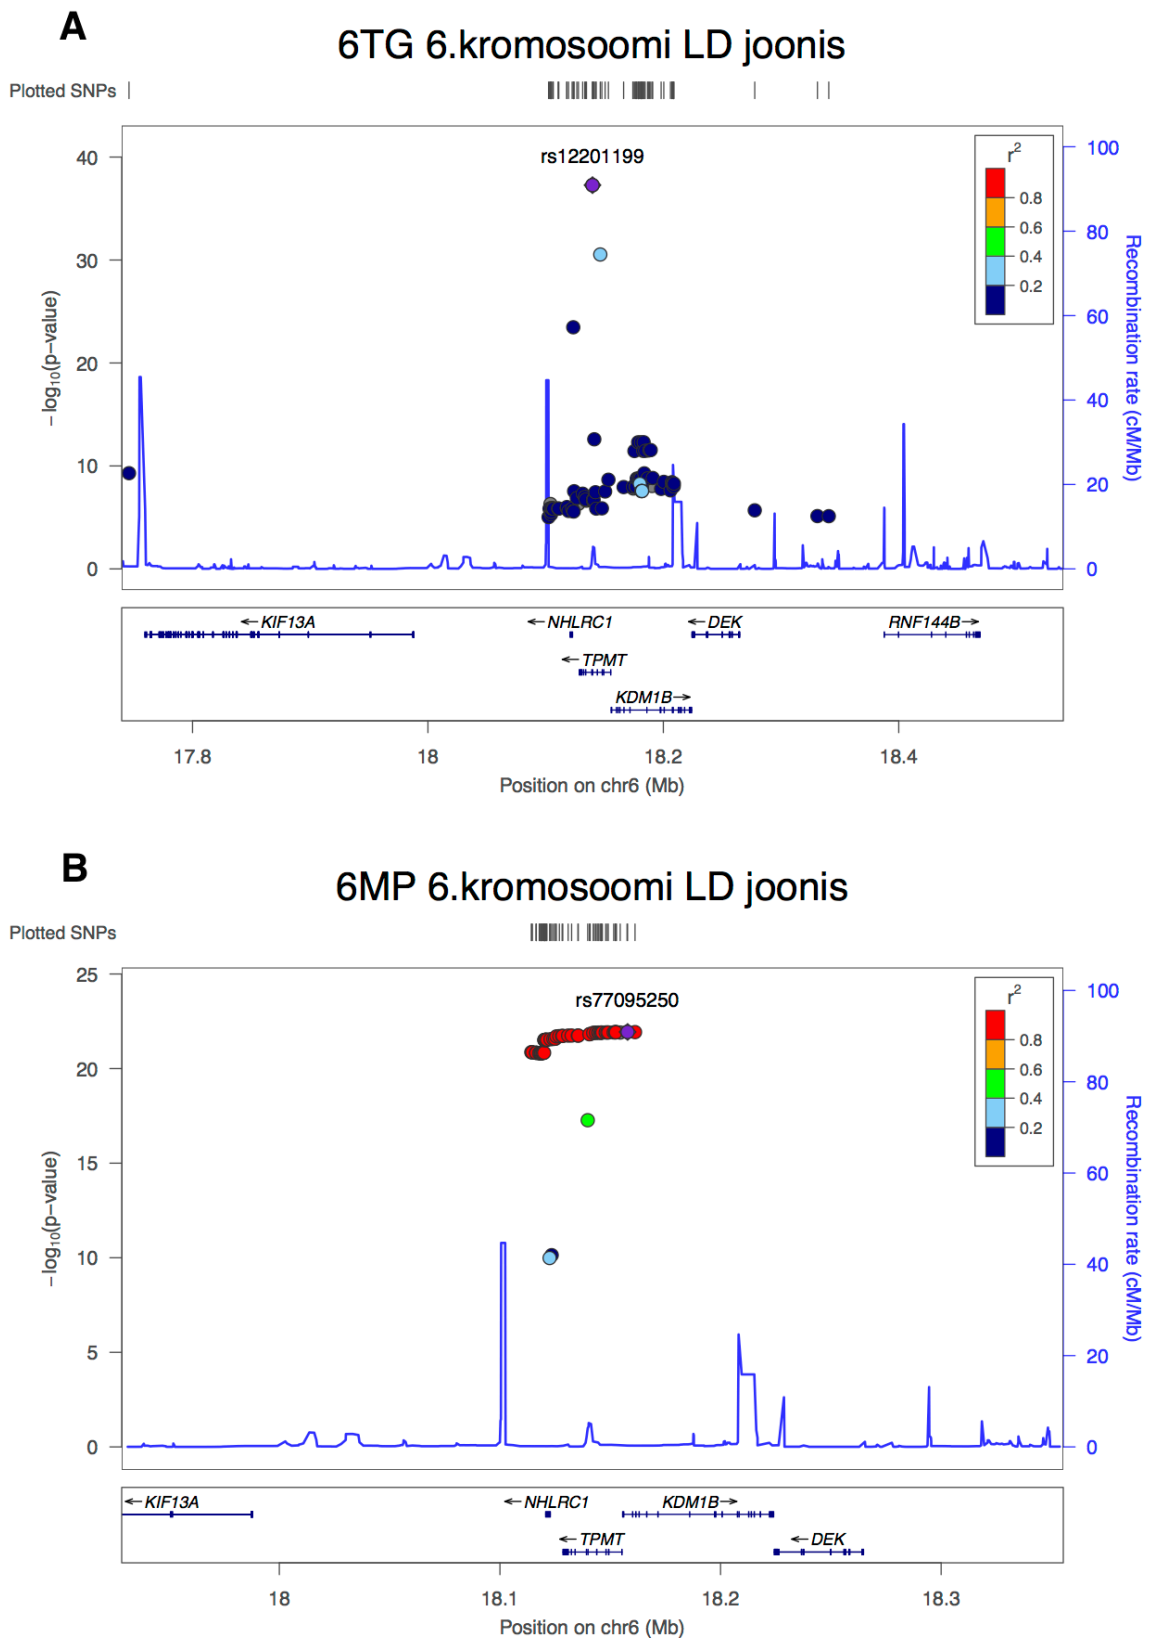 A
6TG 6.kromosoomi LD joonis
Plotted SNPs
rs12201199
r2
0.8
0.6
0.4
0.2
40
30
20
10
0
−log10(p−value)
100
80
60
40
20
0
Recombination rate (cM/Mb)
←KIF13A
←NHLRC1
←DEK
RNF144B→
←TPMT
KDM1B→
17.8 18 18.2 18.4
Position on chr6 (Mb)
B
6MP 6.kromosoomi LD joonis
Plotted SNPs
rs77095250
r2
0.8
0.6
0.4
0.2
25
20
15
10
5
0
−log10(p−value)
100
80
60
40
20
0
Recombination rate (cM/Mb)
←KIF13A
←NHLRC1
KDM1B→
←TPMT
←DEK
18 18.1 18.2 18.3
Position on chr6 (Mb)